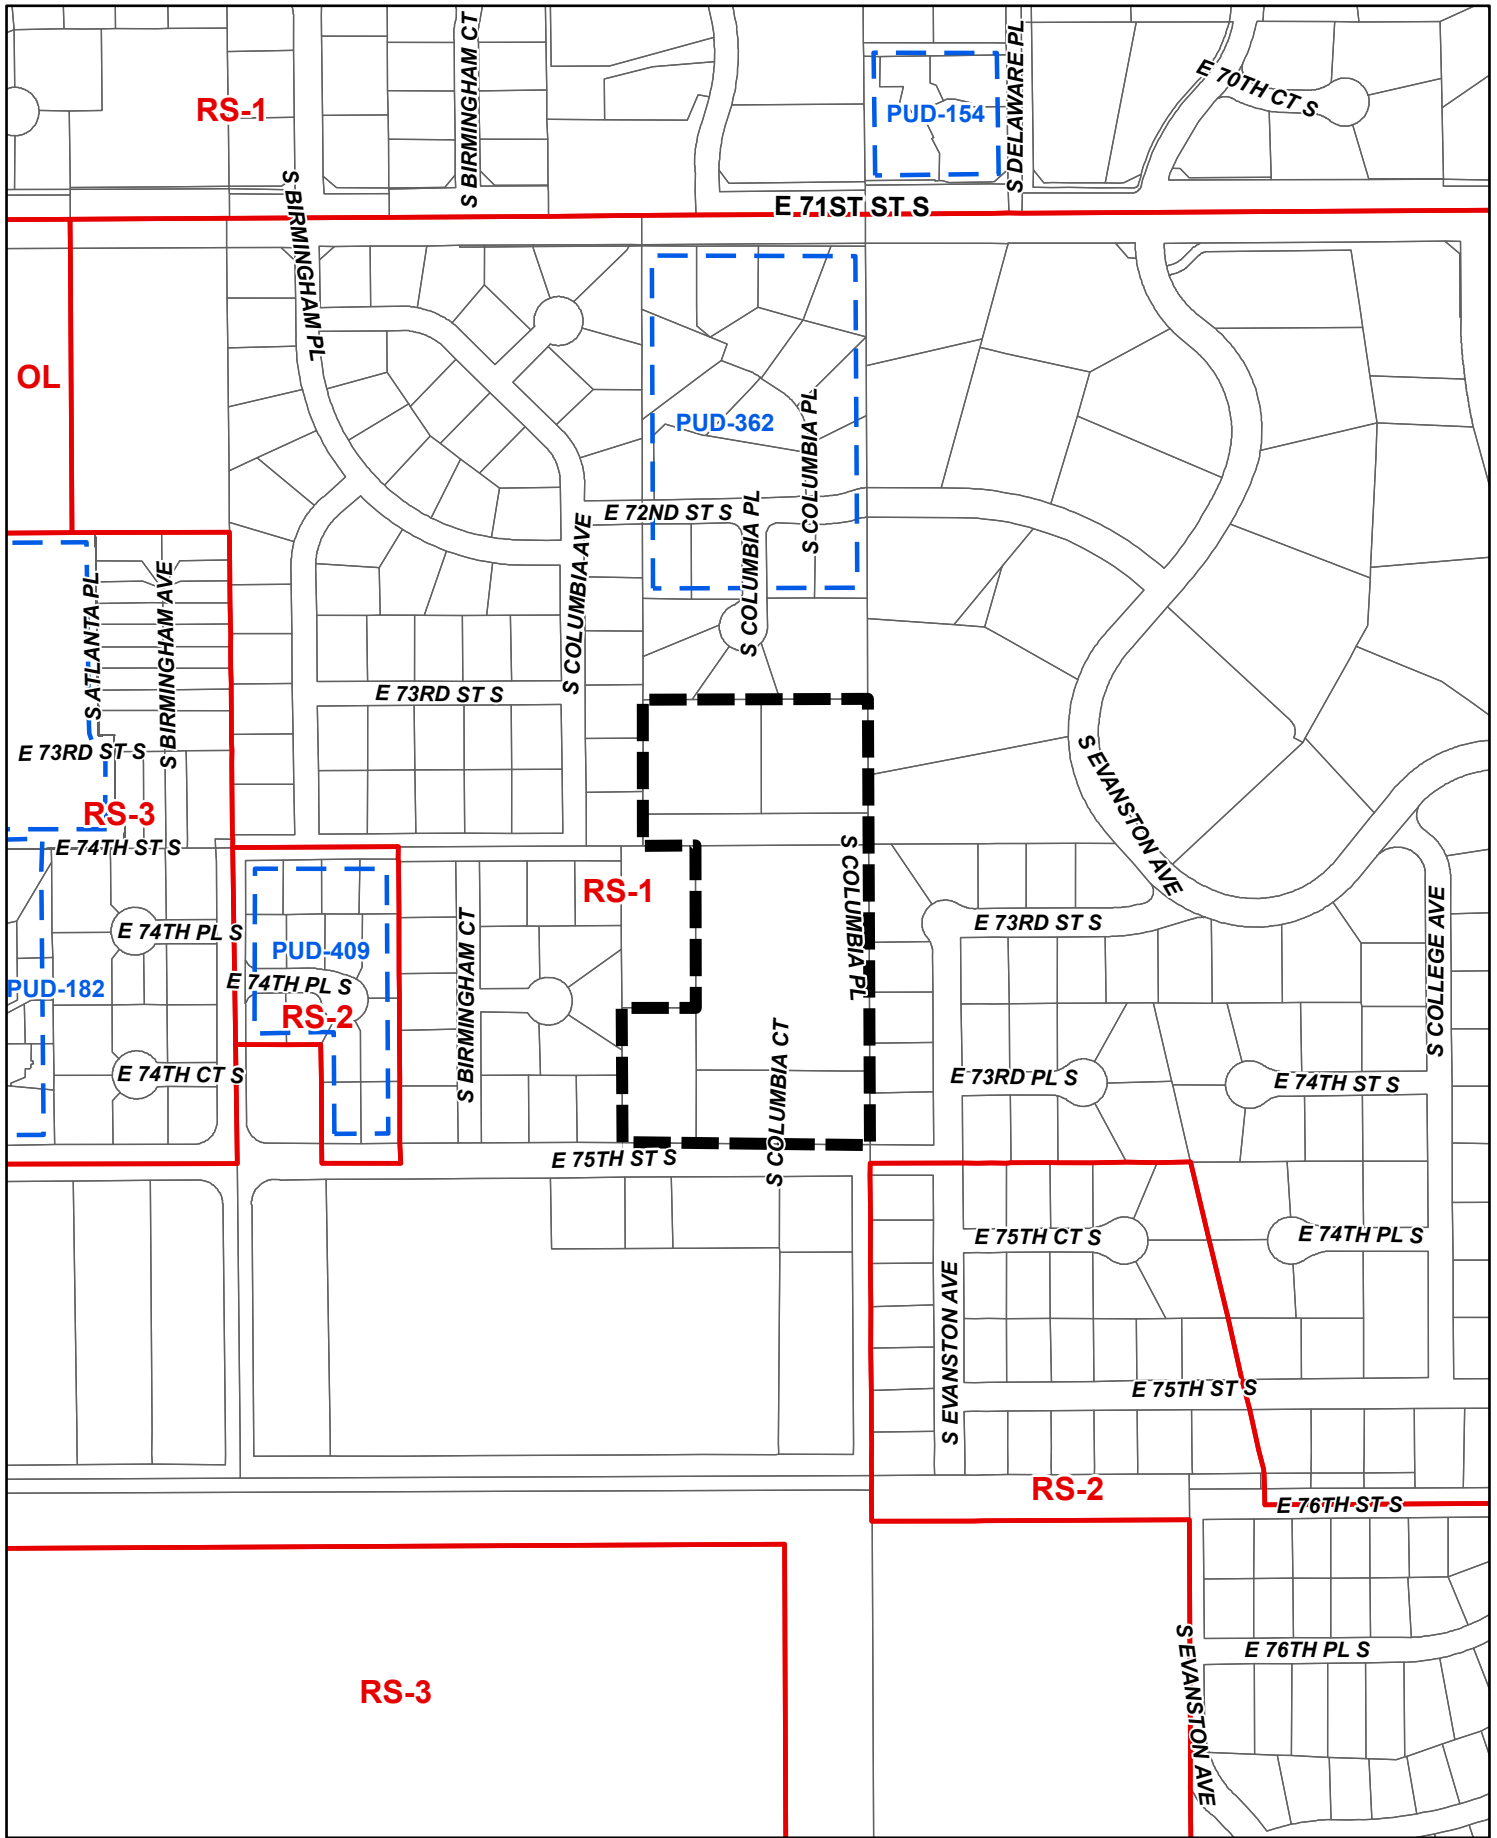 S BIRMINGHAM CT
S DELAWARE PL
E 70TH CT S
RS-1
PUD-154
E 71ST ST S
S BIRMINGHAM PL
OL
PUD-362
S COLUMBIA PL
E 72ND ST S
S COLUMBIA PL
S COLUMBIA AVE
S ATLANTA PL
S BIRMINGHAM AVE
E 73RD ST S
E 73RD ST S
S EVANSTON AVE
RS-3
E 74TH ST S
S COLUMBIA PL
RS-1
E 73RD ST S
S COLLEGE AVE
E 74TH PL S
PUD-409
S BIRMINGHAM CT
E 74TH PL S
PUD-182
RS-2
E 74TH CT S
S COLUMBIA CT
E 73RD PL S
E 74TH ST S
E 75TH ST S
E 75TH CT S
E 74TH PL S
S EVANSTON AVE
E 75TH ST S
RS-2
E 76TH ST S
E 76TH PL S
S EVANSTON AVE
RS-3